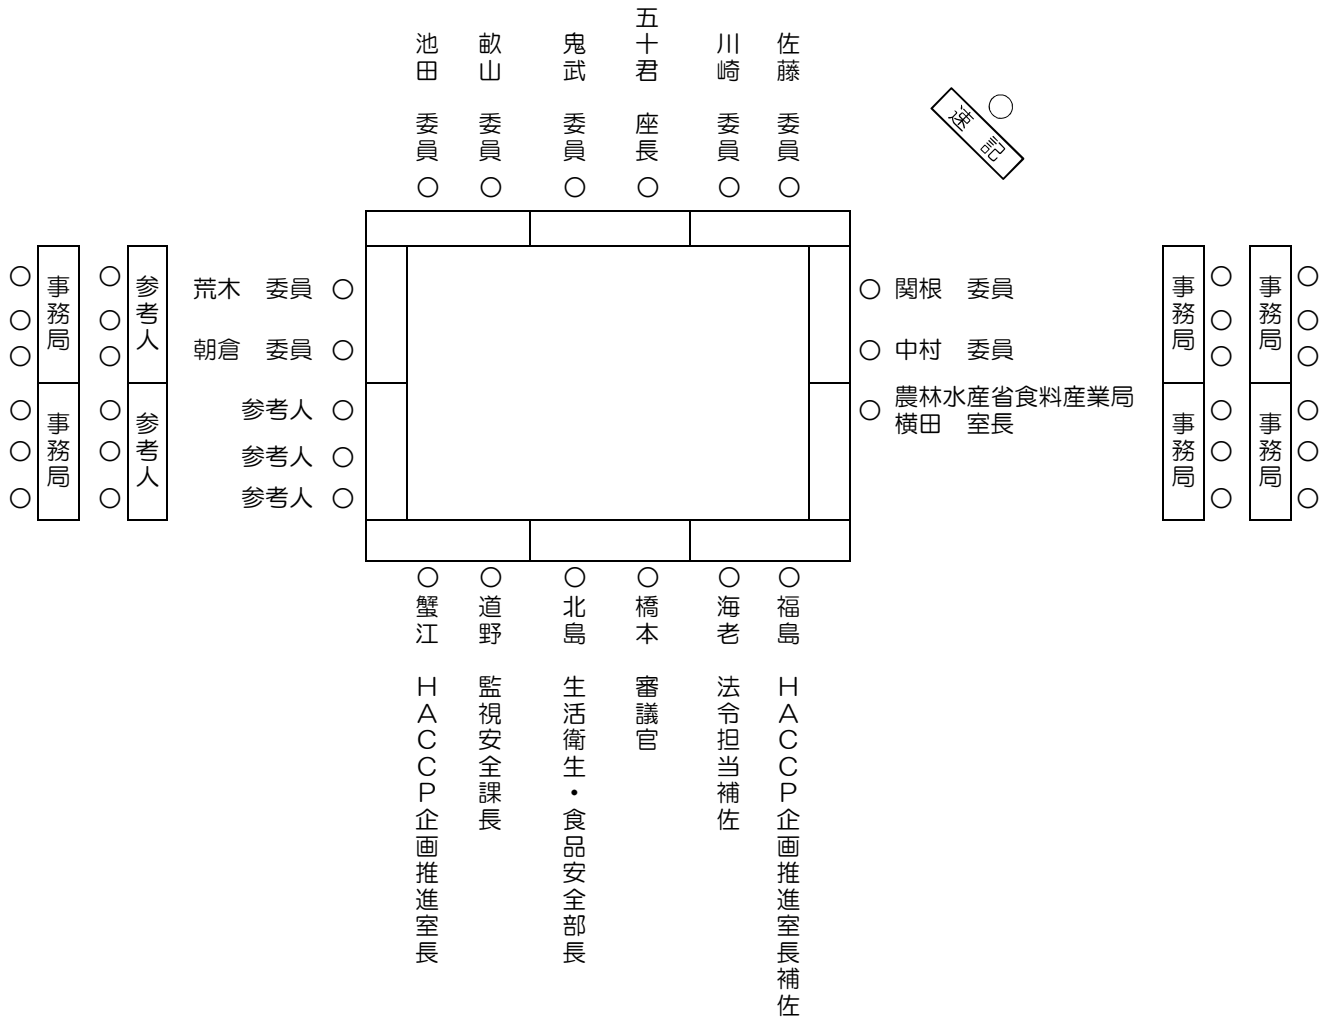 池田　委員
畝山　委員
鬼武　委員
五十君　座長
川崎　委員
佐藤　委員
速記
事務局
事務局
参考人
参考人
荒木　委員
朝倉　委員
参考人
参考人
参考人
関根　委員
中村　委員
農林水産省食料産業局
横田　室長
事務局
事務局
事務局
事務局
蟹江　ＨＡＣＣＰ企画推進室長
道野　監視安全課長
北島　生活衛生・食品安全部長
橋本　審議官
海老　法令担当補佐
福島　ＨＡＣＣＰ企画推進室長補佐